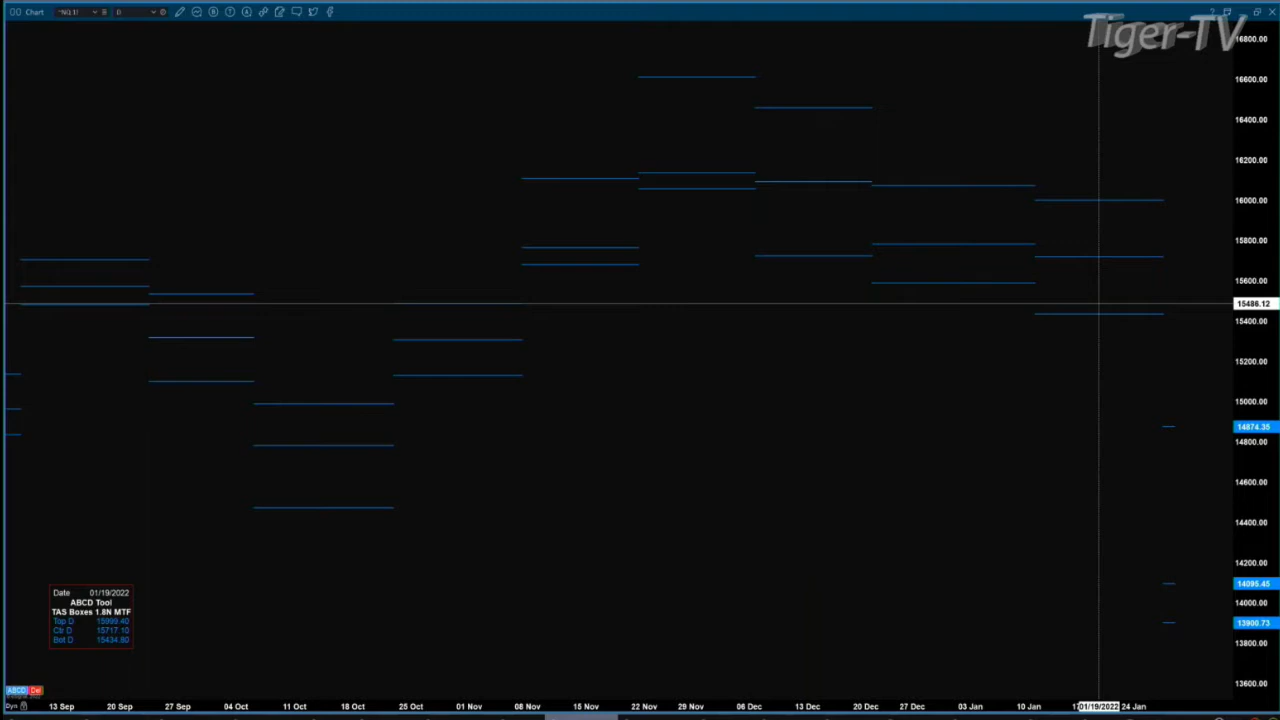 Chart
^NQ.1!
D
Tiger-TV
16800.00
16600.00
16400.00
16200.00
16000.00
15800.00
15600.00
15486.12
15400.00
15200.00
15000.00
14874.35
14800.00
14600.00
14400.00
14200.00
14095.45
14000.00
13900.73
13800.00
13600.00
Date 01/19/2022
ABCD Tool
TAS Boxes 1.8N MTF
Top D 15999.40
Ctr D 15717.10
Bot D 15434.80
ABCD Del
Dyn
13 Sep 20 Sep 27 Sep 04 Oct 11 Oct 18 Oct 25 Oct 01 Nov 08 Nov 15 Nov 22 Nov 29 Nov 06 Dec 13 Dec 20 Dec 27 Dec 03 Jan 10 Jan 17 01/19/2022 24 Jan